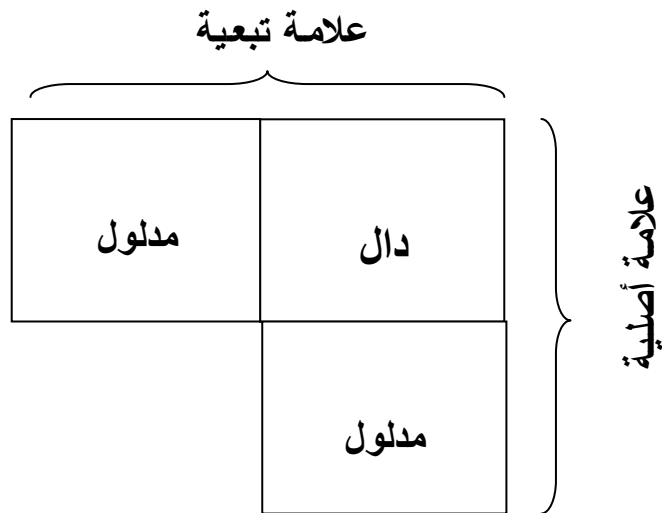 علامة تبعية
دال
مدلول
علامة أصلية
مدلول